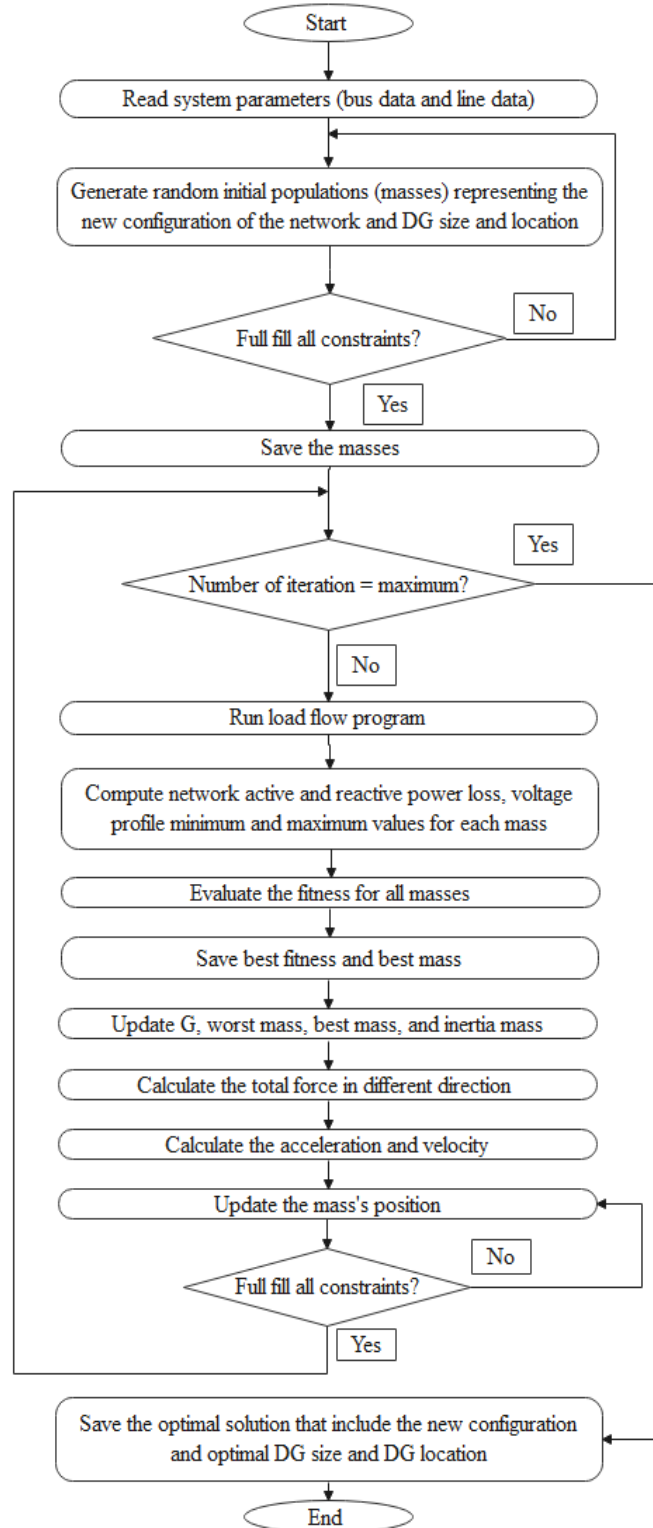 Start
Read system parameters (bus data and line data)
Generate random initial populations (masses) representing the
new configuration of the network and DG size and location
No
Full fill all constraints?
Yes
Save the masses
Yes
Number of iteration = maximum?
No
Run load flow program
Compute network active and reactive power loss, voltage
profile minimum and maximum values for each mass
Evaluate the fitness for all masses
Save best fitness and best mass
Update G, worst mass, best mass, and inertia mass
Calculate the total force in different direction
Calculate the acceleration and velocity
Update the mass's position
No
Full fill all constraints?
Yes
Save the optimal solution that include the new configuration
and optimal DG size and DG location
End